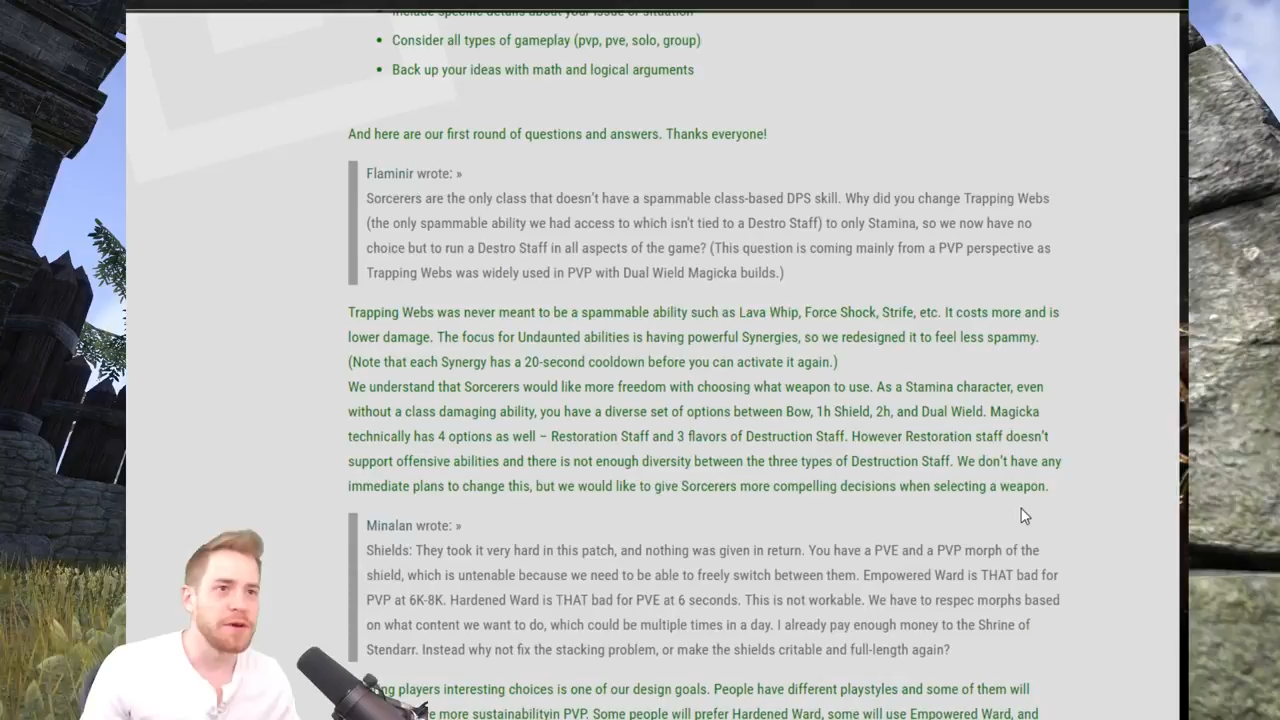 Include specific details about your issue or situation
Consider all types of gameplay (pvp, pve, solo, group)
Back up your ideas with math and logical arguments
And here are our first round of questions and answers. Thanks everyone!
Flaminir wrote: »
Sorcerers are the only class that doesn't have a spammable class-based DPS skill. Why did you change Trapping Webs
(the only spammable ability we had access to which isn't tied to a Destro Staff) to only Stamina, so we now have no
choice but to run a Destro Staff in all aspects of the game? (This question is coming mainly from a PVP perspective as
Trapping Webs was widely used in PVP with Dual Wield Magicka builds.)
Trapping Webs was never meant to be a spammable ability such as Lava Whip, Force Shock, Strife, etc. It costs more and is
lower damage. The focus for Undaunted abilities is having powerful Synergies, so we redesigned it to feel less spammy.
(Note that each Synergy has a 20-second cooldown before you can activate it again.)
We understand that Sorcerers would like more freedom with choosing what weapon to use. As a Stamina character, even
without a class damaging ability, you have a diverse set of options between Bow, 1h Shield, 2h, and Dual Wield. Magicka
technically has 4 options as well – Restoration Staff and 3 flavors of Destruction Staff. However Restoration staff doesn't
support offensive abilities and there is not enough diversity between the three types of Destruction Staff. We don't have any
immediate plans to change this, but we would like to give Sorcerers more compelling decisions when selecting a weapon.
Minalan wrote: »
Shields: They took it very hard in this patch, and nothing was given in return. You have a PVE and a PVP morph of the
shield, which is untenable because we need to be able to freely switch between them. Empowered Ward is THAT bad for
PVP at 6K-8K. Hardened Ward is THAT bad for PVE at 6 seconds. This is not workable. We have to respec morphs based
on what content we want to do, which could be multiple times in a day. I already pay enough money to the Shrine of
Stendarr. Instead why not fix the stacking problem, or make the shields critable and full-length again?
players interesting choices is one of our design goals. People have different playstyles and some of them will
more sustainabilityin PVP. Some people will prefer Hardened Ward, some will use Empowered Ward, and